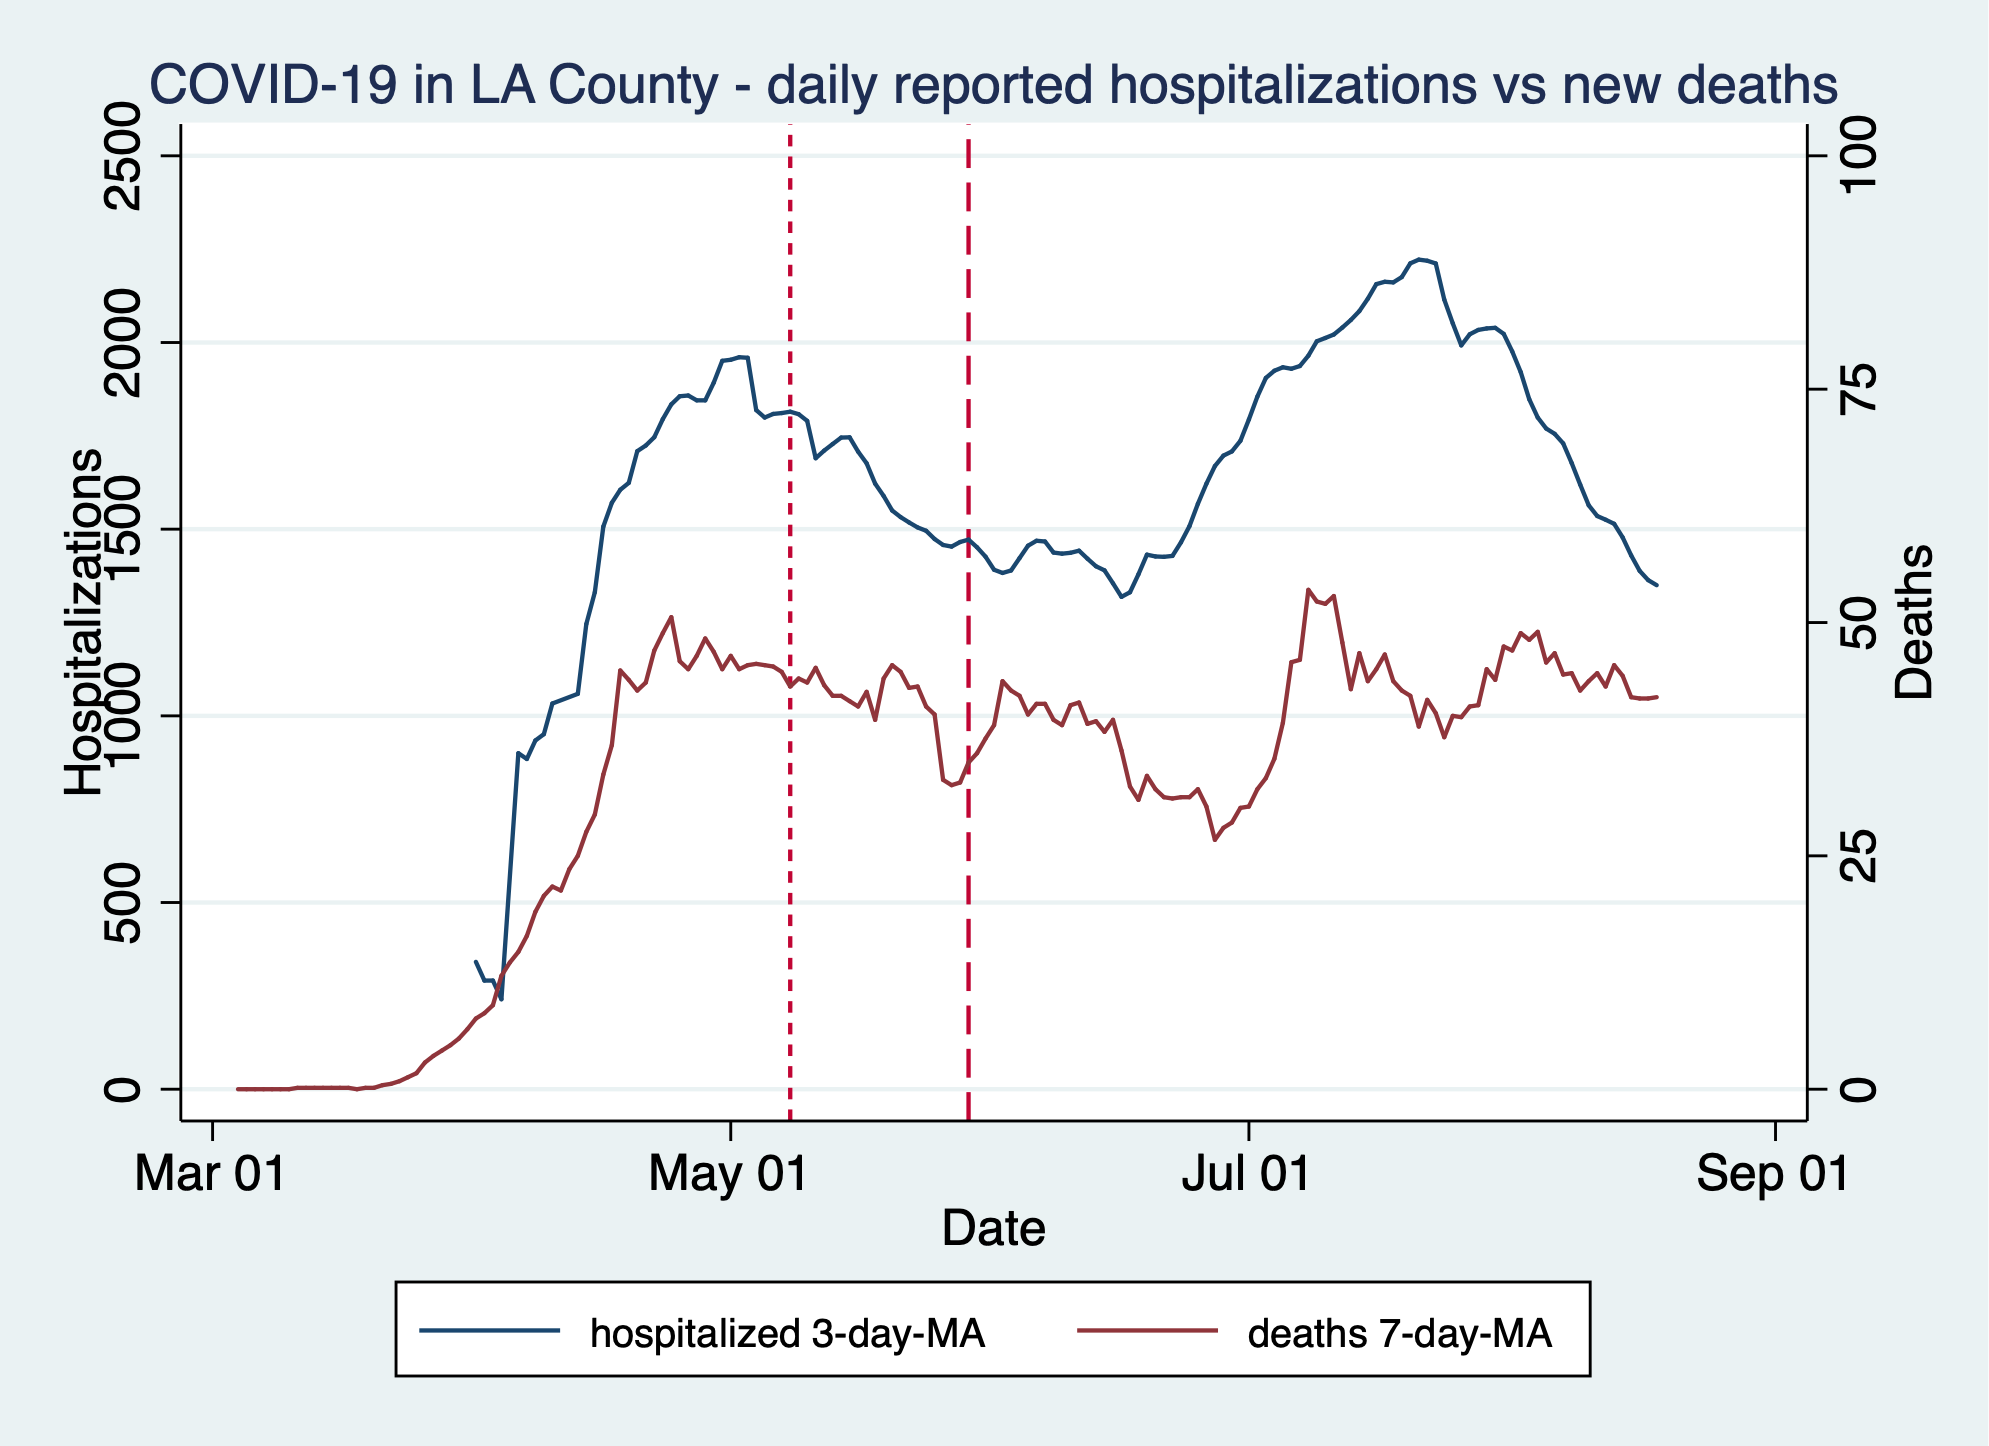 COVID-19 in LA County - daily reported hospitalizations vs new deaths
Hospitalizations
2500
2000
1500
1000
500
0
100
75
50
25
0
Deaths
Mar 01 May 01 Jul 01 Sep 01
Date
hospitalized 3-day-MA deaths 7-day-MA